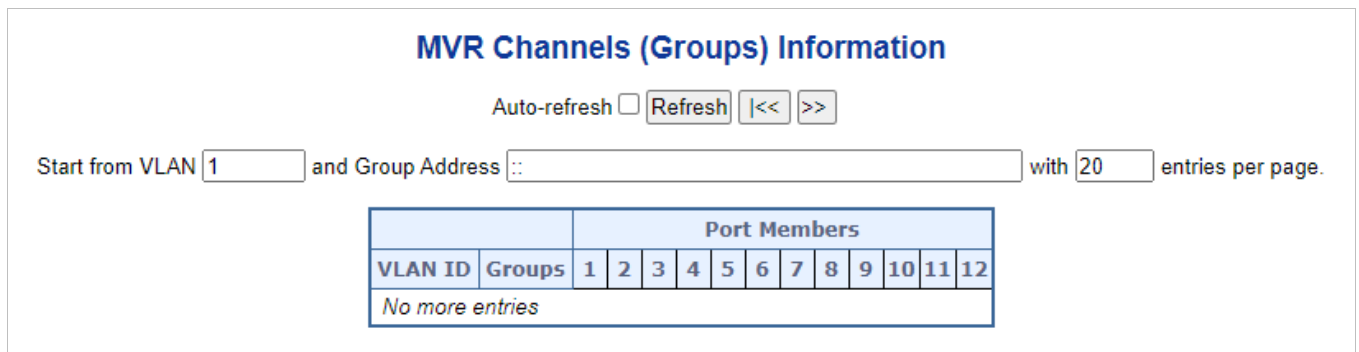 MVR Channels (Groups) Information
Auto-refresh Refresh |<< >>
Start from VLAN 1 and Group Address :: with 20 entries per page.
Port Members
VLAN ID Groups 1 2 3 4 5 6 7 8 9 10 11 12
No more entries